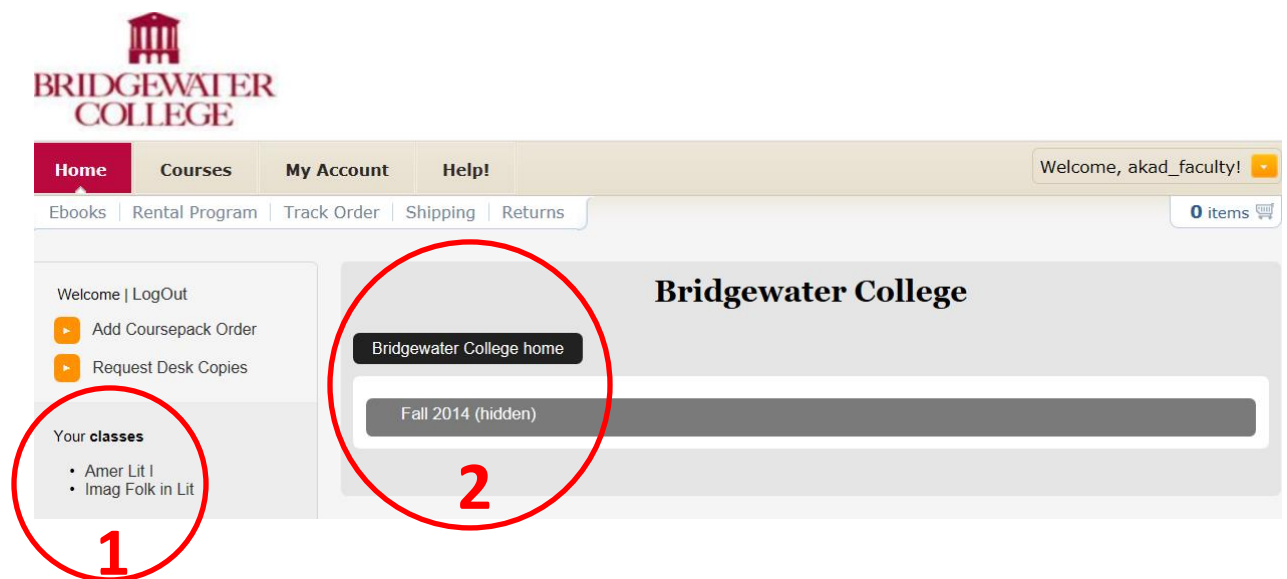 BRIDGEWATER
COLLEGE
Home Courses My Account Help! Welcome, akad_faculty!
Ebooks Rental Program Track Order Shipping Returns 0 items
Welcome | LogOut
Add Coursepack Order
Request Desk Copies
Your classes
• Amer Lit I
• Imag Folk in Lit
1
Bridgewater College
Bridgewater College home
Fall 2014 (hidden)
2